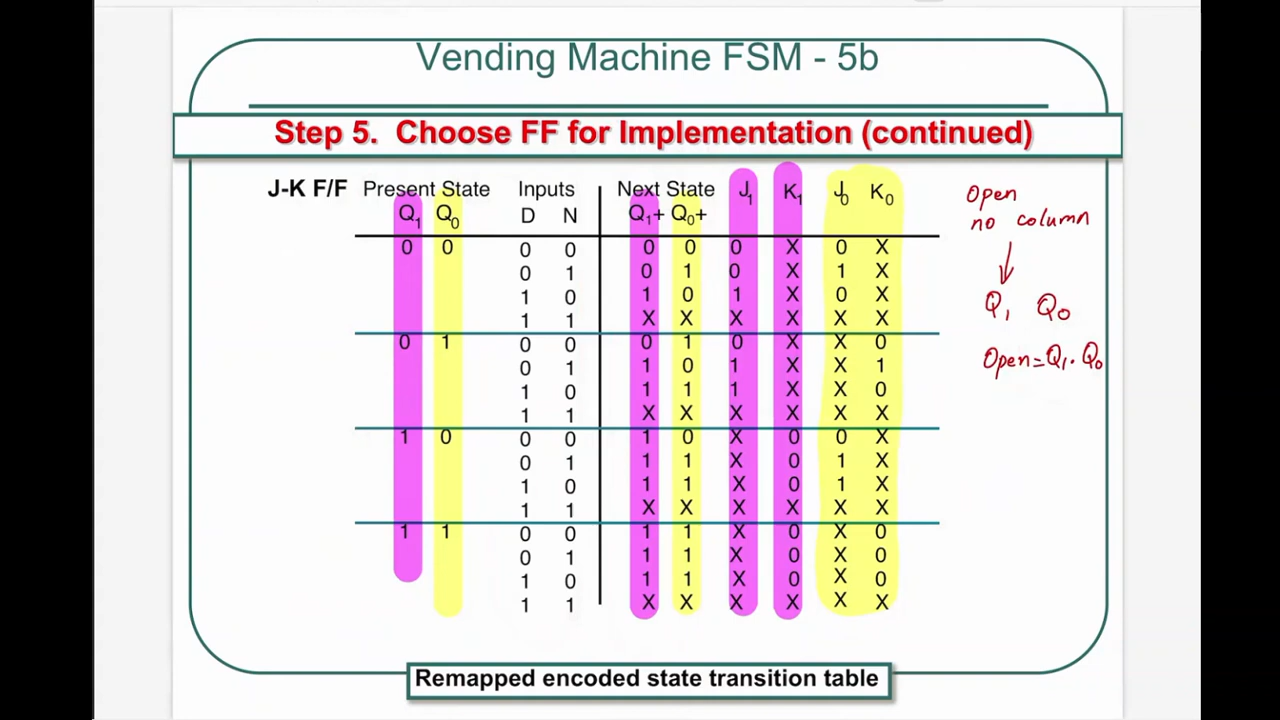 Vending Machine FSM - 5b
Step 5. Choose FF for Implementation (continued)
J-K F/F Present State Inputs Next State J1 K1 J0 K0
Q1 Q0 D N Q1+ Q0+
0 0 0 0 0 0 0 X 0 X
0 1 0 1 0 X 1 X
1 0 1 0 1 X 0 X
1 1 X X X X X X
0 1 0 0 0 1 0 X X 0
0 1 1 0 1 X X 1
1 0 1 1 1 X X 0
1 1 X X X X X X
1 0 0 0 1 0 X 0 0 X
0 1 1 1 X 0 1 X
1 0 1 1 X 0 1 X
1 1 X X X X X X
1 1 0 0 1 1 X 0 X 0
0 1 1 1 X 0 X 0
1 0 1 1 X 0 X 0
1 1 X X X X X X
Open
no column
Q1 Q0
Open=Q1·Q0
Remapped encoded state transition table